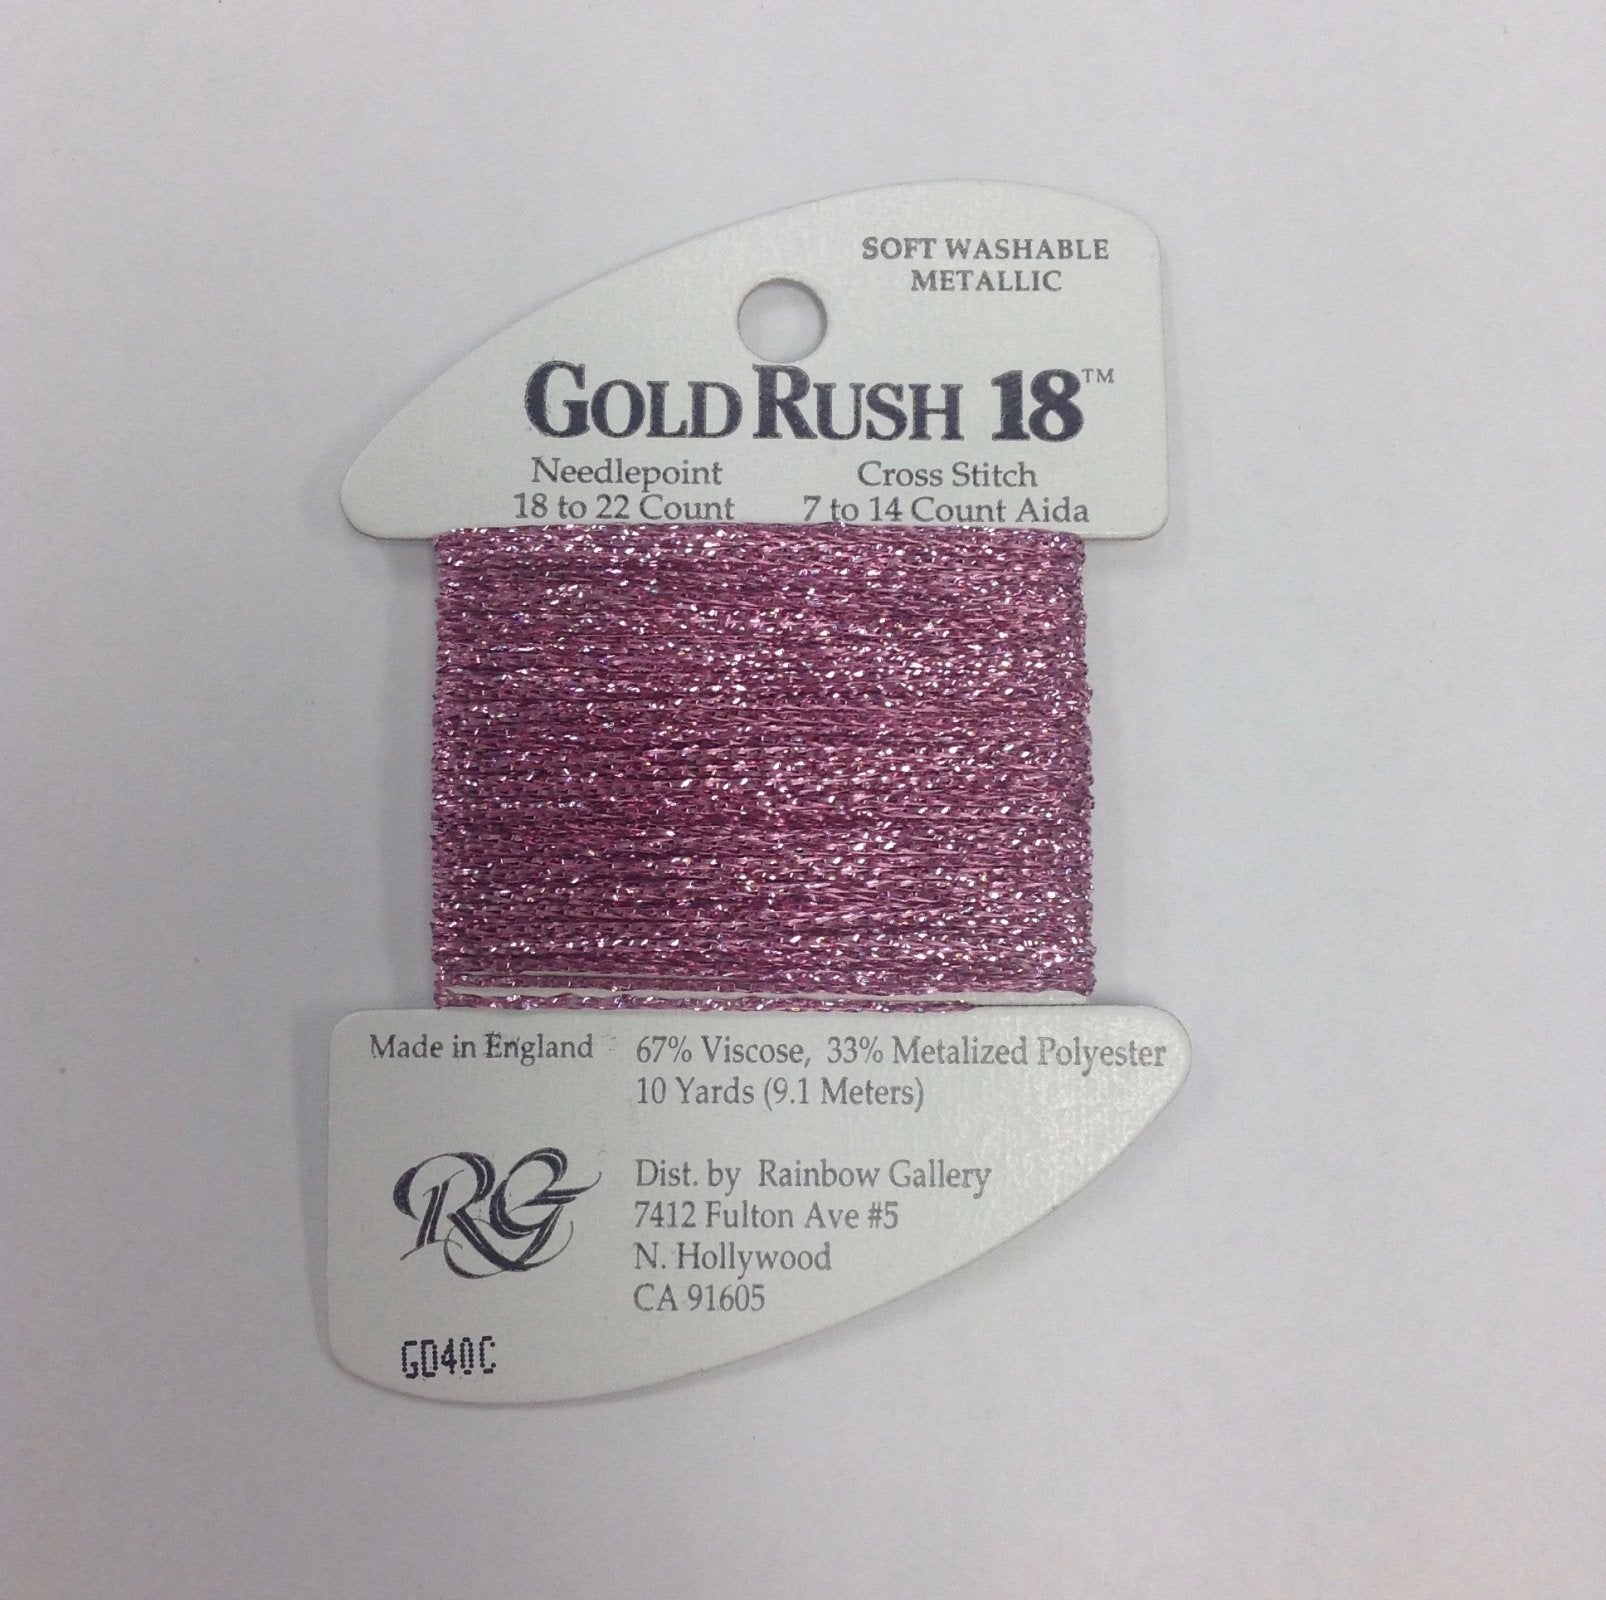 SOFT WASHABLE
METALLIC
GOLD RUSH 18™
Needlepoint
18 to 22 Count
Cross Stitch
7 to 14 Count Aida
Made in England
67% Viscose, 33% Metalized Polyester
10 Yards (9.1 Meters)
RG
Dist. by Rainbow Gallery
7412 Fulton Ave #5
N. Hollywood
CA 91605
GD40C